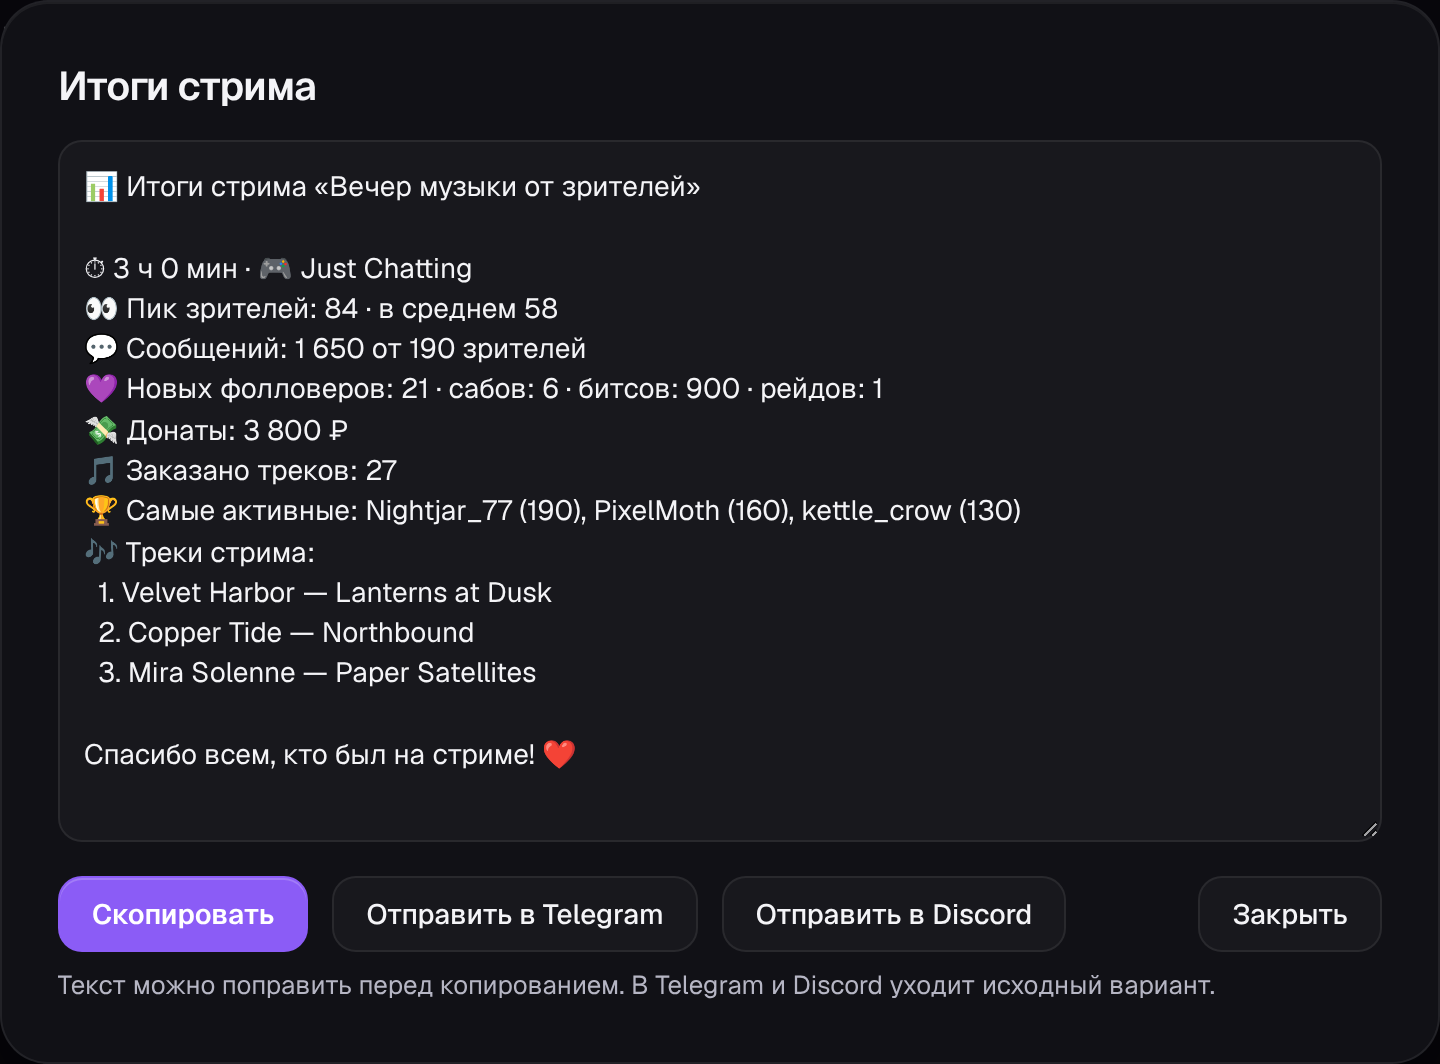 Итоги стрима
📊 Итоги стрима «Вечер музыки от зрителей»
⏱ 3 ч 0 мин · 🎮 Just Chatting
👀 Пик зрителей: 84 · в среднем 58
💬 Сообщений: 1 650 от 190 зрителей
💜 Новых фолловеров: 21 · сабов: 6 · битсов: 900 · рейдов: 1
💸 Донаты: 3 800 ₽
🎵 Заказано треков: 27
🏆 Самые активные: Nightjar_77 (190), PixelMoth (160), kettle_crow (130)
🎶 Треки стрима:
1. Velvet Harbor — Lanterns at Dusk
2. Copper Tide — Northbound
3. Mira Solenne — Paper Satellites
Спасибо всем, кто был на стриме! ❤️
Скопировать
Отправить в Telegram
Отправить в Discord
Закрыть
Текст можно поправить перед копированием. В Telegram и Discord уходит исходный вариант.